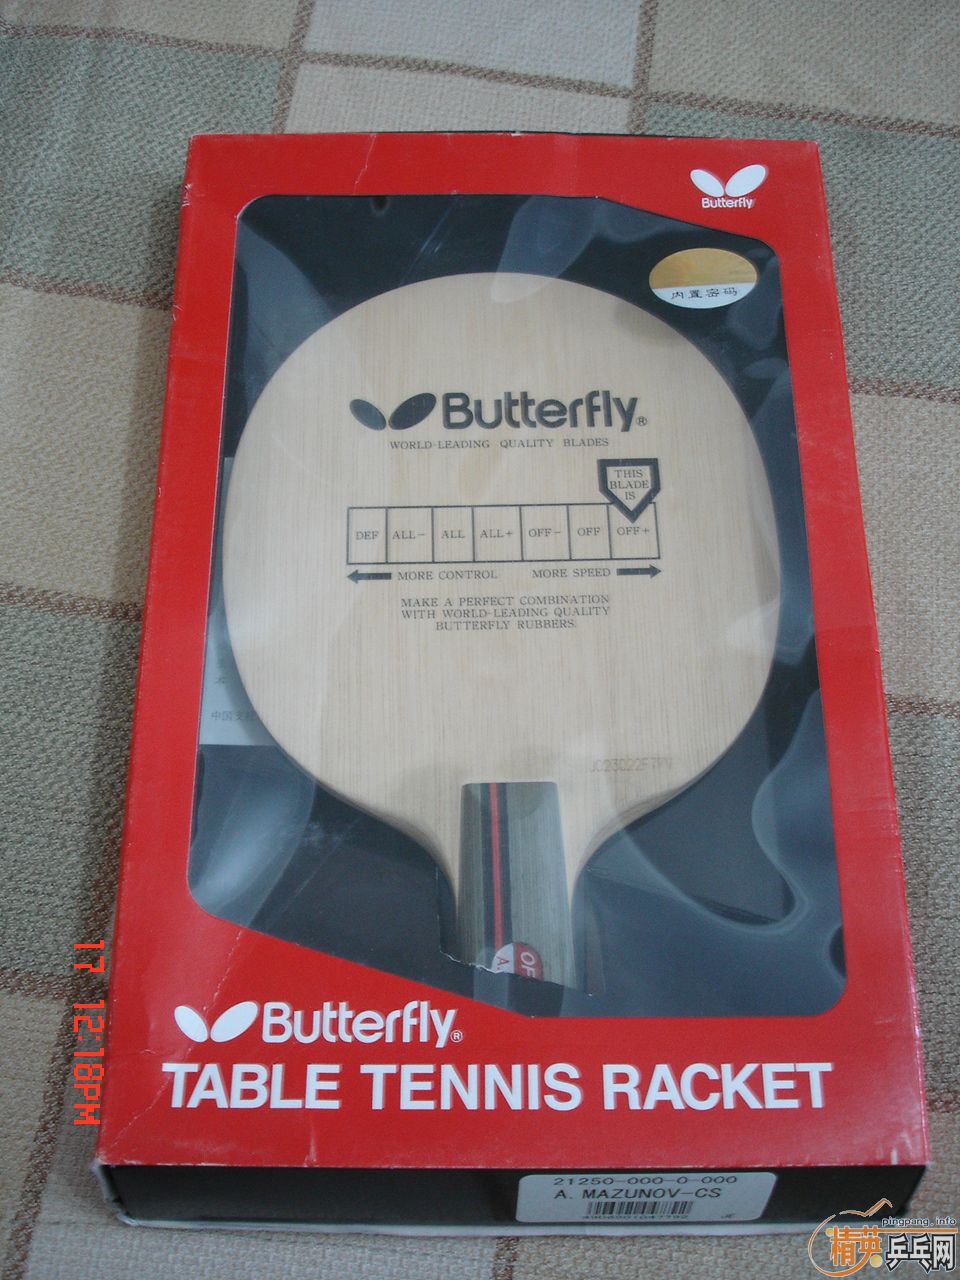 Butterfly
内置密码
Butterfly®
WORLD-LEADING QUALITY BLADES
THIS
BLADE
IS
DEF ALL- ALL ALL+ OFF- OFF OFF+
MORE CONTROL MORE SPEED
MAKE A PERFECT COMBINATION
WITH WORLD-LEADING QUALITY
BUTTERFLY RUBBERS.
术
Butterfly®
TABLE TENNIS RACKET
17 12:18PM
21250-000-0-000
A. MAZUNOV-CS
JE
pingpang.info
精英乒乓网